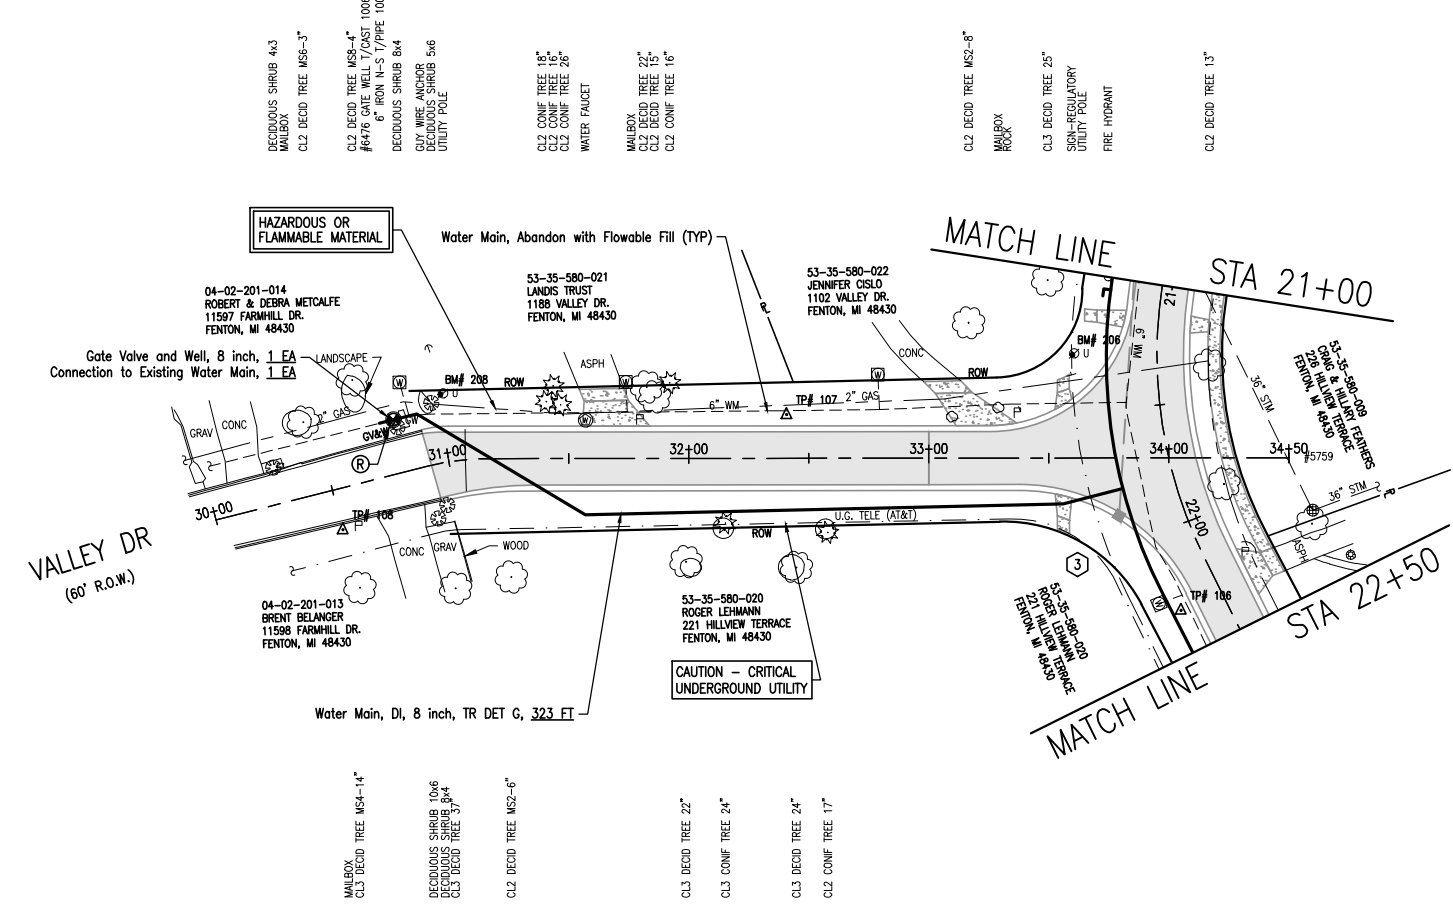 DECIDUOUS SHRUB 4x3
MAILBOX
CL2 DECID TREE MS6-3"
CL2 DECID TREE MS8-4"
#6476 GATE WELL T/CAST
6" IRON N-S T/PIPE
DECIDUOUS SHRUB 8x4
GUY WIRE ANCHOR
DECIDUOUS SHRUB 5x6
UTILITY POLE
CL2 CONIF TREE 18"
CL2 CONIF TREE 16"
CL2 CONIF TREE 26"
WATER FAUCET
MAILBOX
CL2 DECID TREE 22"
CL2 DECID TREE 15"
CL2 CONIF TREE 16"
CL2 DECID TREE MS2-8"
MAILBOX
ROCK
CL3 DECID TREE 25"
SIGN-REGULATORY
UTILITY POLE
FIRE HYDRANT
CL2 DECID TREE 13"
HAZARDOUS OR
FLAMMABLE MATERIAL
Water Main, Abandon with Flowable Fill (TYP)
MATCH LINE
STA 21+00
04-02-201-014
ROBERT & DEBRA METCALFE
11597 FARMHILL DR.
FENTON, MI 48430
53-35-580-021
LANDIS TRUST
1188 VALLEY DR.
FENTON, MI 48430
53-35-580-022
JENNIFER CISLO
1102 VALLEY DR.
FENTON, MI 48430
Gate Valve and Well, 8 inch, 1 EA
Connection to Existing Water Main, 1 EA
LANDSCAPE
W
BM# 208
U
ROW
ASPH
W
W
CONC
ROW
BM# 206
U
6" WM
21
2" GAS
6" WM
TP# 107
2" GAS
P
W
GV&W
GRAV
CONC
R
30+00
31+00
32+00
33+00
34+00
34+50
#5759
36" STM
53-35-580-009
CRAIG & HILLARY FEATHERS
226 HILLVIEW TERRACE
FENTON, MI 48430
36" STM
22+00
ASPH
VALLEY DR
(60' R.O.W.)
TP# 108
P
CONC
GRAV
WOOD
ROW
U.G. TELE (AT&T)
3
W
TP# 106
04-02-201-013
BRENT BELANGER
11598 FARMHILL DR.
FENTON, MI 48430
53-35-580-020
ROGER LEHMANN
221 HILLVIEW TERRACE
FENTON, MI 48430
53-35-580-020
ROGER LEHMANN
221 HILLVIEW TERRACE
FENTON, MI 48430
CAUTION - CRITICAL
UNDERGROUND UTILITY
Water Main, DI, 8 inch, TR DET G, 323 FT
MATCH LINE
STA 22+50
MAILBOX
CL3 DECID TREE MS4-14"
DECIDUOUS SHRUB 10x6
DECIDUOUS SHRUB 8x4
CL3 DECID TREE 37"
CL2 DECID TREE MS2-6"
CL3 DECID TREE 22"
CL3 CONIF TREE 24"
CL3 DECID TREE 24"
CL2 CONIF TREE 17"